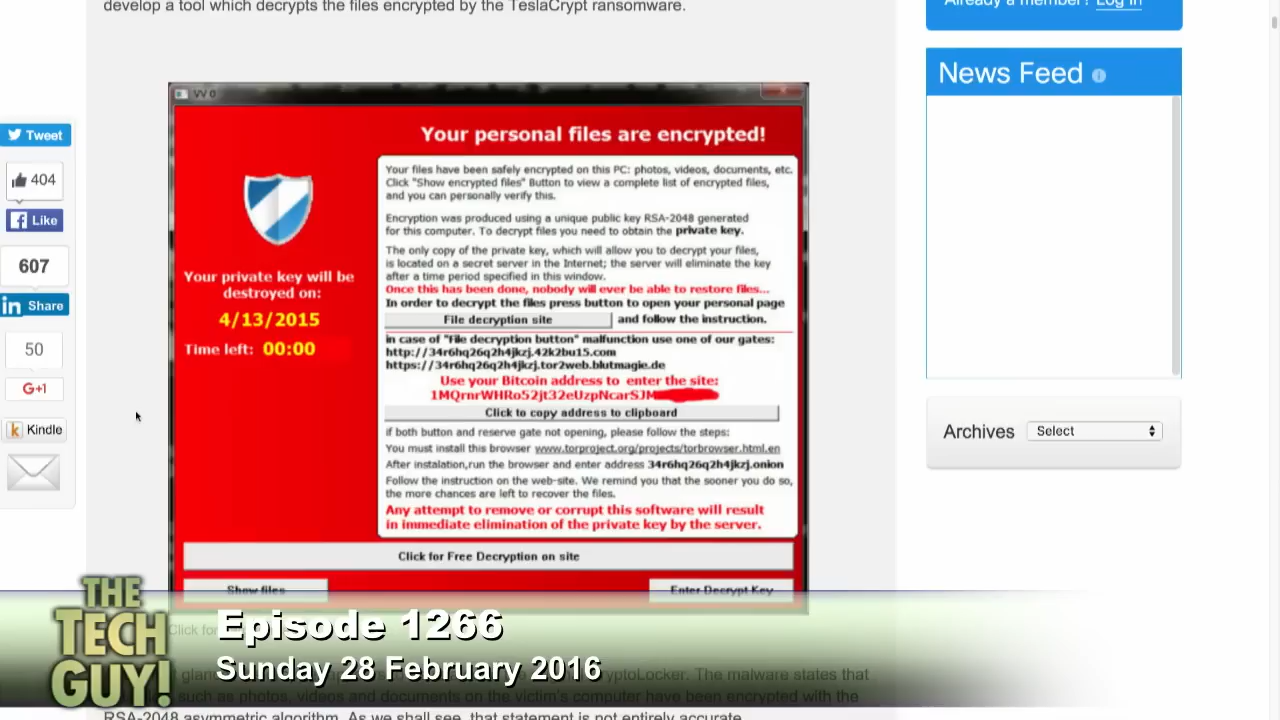 develop a tool which decrypts the files encrypted by the TeslaCrypt ransomware.
Already a member? Log in
News Feed
Tweet
404
Like
607
Share
50
G+1
Kindle
Your personal files are encrypted!
Your files have been safely encrypted on this PC: photos, videos, documents, etc.
Click "Show encrypted files" Button to view a complete list of encrypted files,
and you can personally verify this.
Encryption was produced using a unique public key RSA-2048 generated
for this computer. To decrypt files you need to obtain the private key.
The only copy of the private key, which will allow you to decrypt your files,
is located on a secret server in the Internet; the server will eliminate the key
after a time period specified in this window.
Once this has been done, nobody will ever be able to restore files...
In order to decrypt the files press button to open your personal page
File decryption site and follow the instruction.
in case of "File decryption button" malfunction use one of our gates:
http://34r6hq26q2h4jkzj.42k2bu15.com
https://34r6hq26q2h4jkzj.tor2web.blutmagie.de
Use your Bitcoin address to enter the site:
1MQrnrWHRo52jt32eUzpNcarSJM
Click to copy address to clipboard
if both button and reserve gate not opening, please follow the steps:
You must install this browser www.torproject.org/projects/torbrowser.html.en
After instalation,run the browser and enter address 34r6hq26q2h4jkzj.onion
Follow the instruction on the web-site. We remind you that the sooner you do so,
the more chances are left to recover the files.
Any attempt to remove or corrupt this software will result
in immediate elimination of the private key by the server.
Your private key will be
destroyed on:
4/13/2015
Time left: 00:00
Click for Free Decryption on site
Show files
Enter Decrypt Key
Archives
Select
Click for
THE
TECH
GUY!
Episode 1266
Sunday 28 February 2016
The malware states that
such as photos, videos and documents on the victim's computer have been encrypted with the
RSA-2048 asymmetric algorithm. As we shall see, that statement is not entirely accurate.